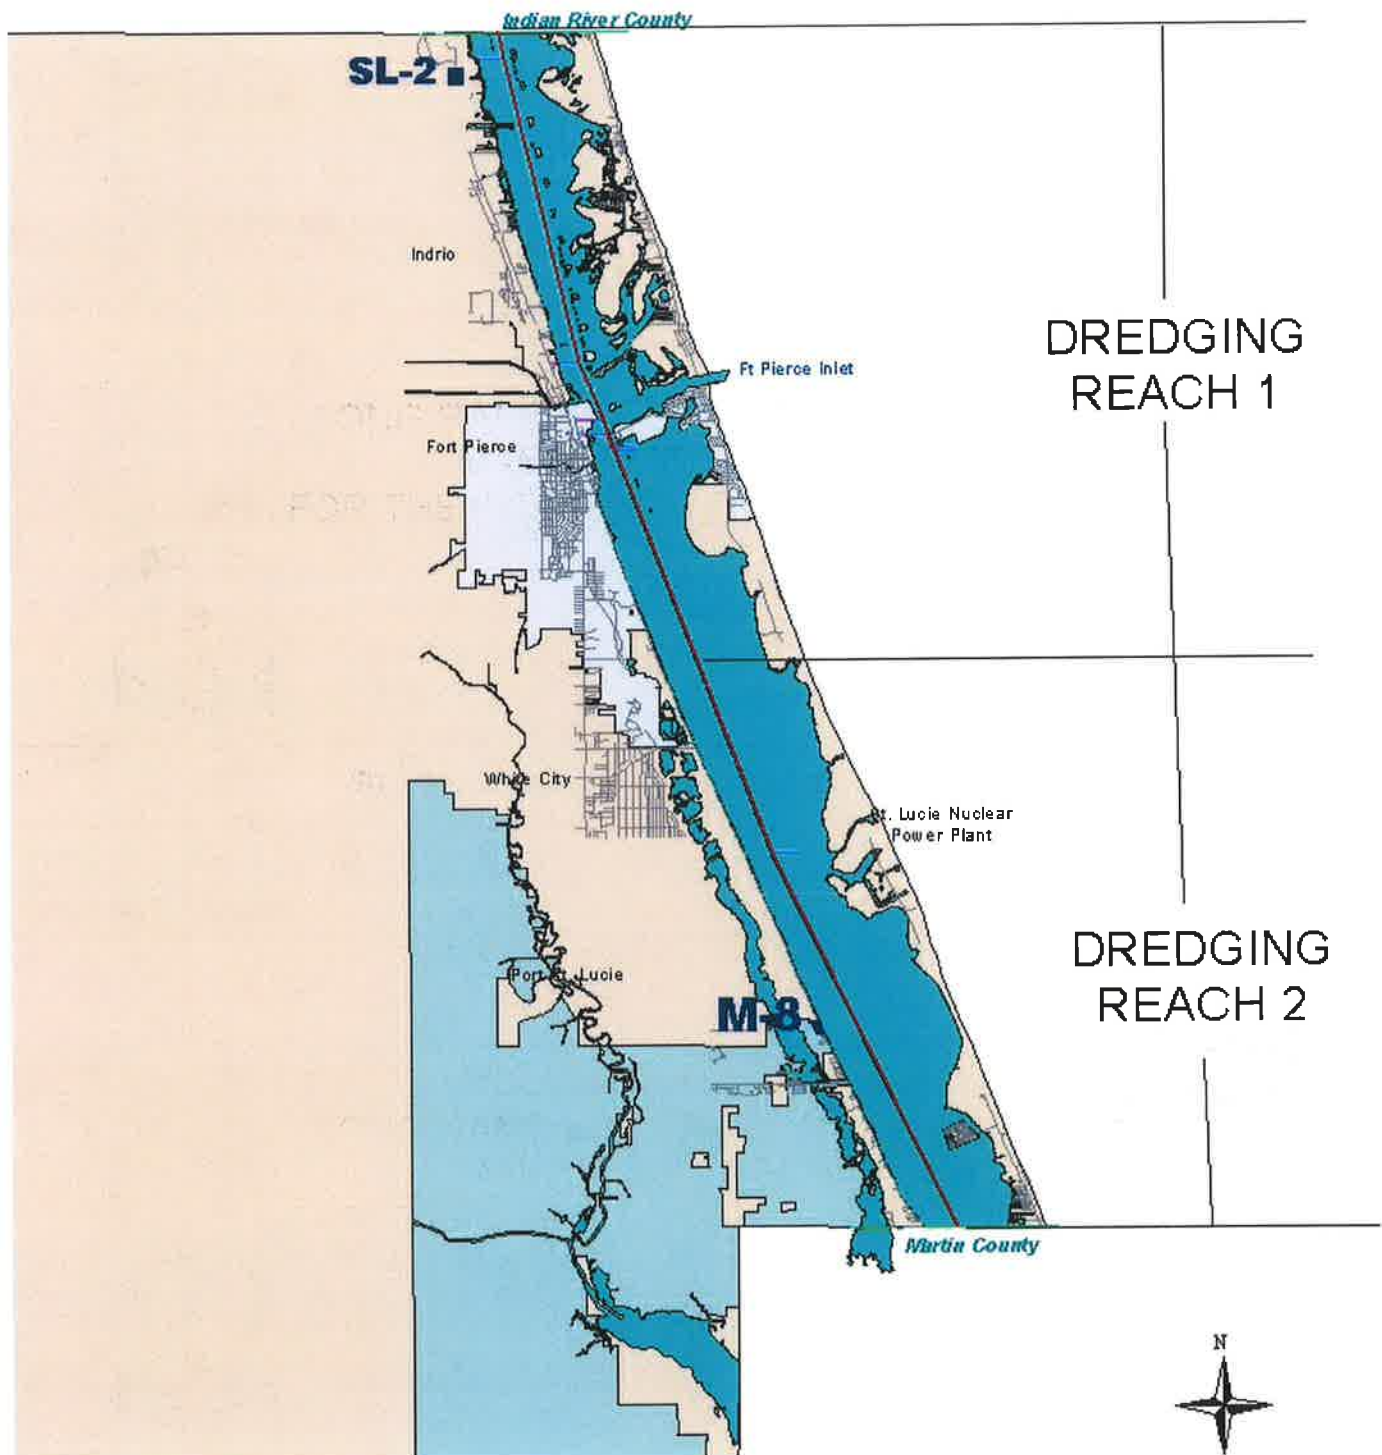 Indian River County
SL-2
Indrio
DREDGING
REACH 1
Ft Pierce Inlet
Fort Pierce
White City
St. Lucie Nuclear
Power Plant
DREDGING
REACH 2
Port St. Lucie
M-8
Martin County
N